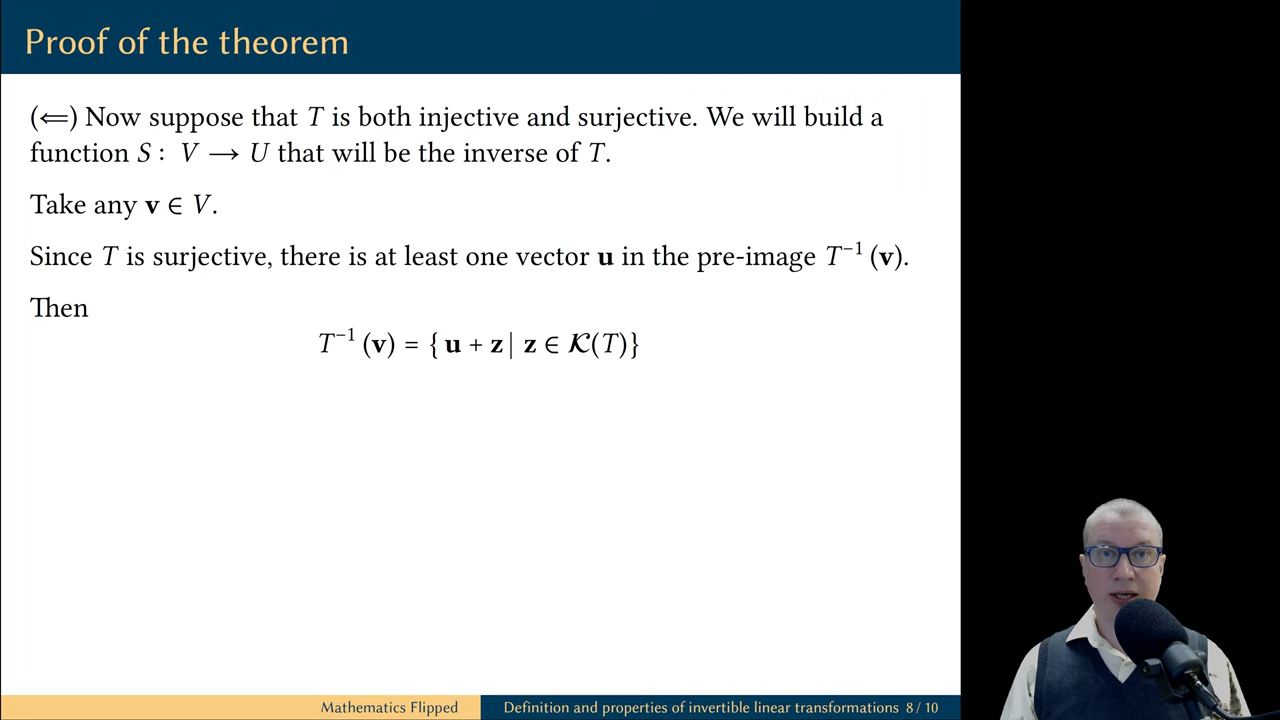 Proof of the theorem
(⟸) Now suppose that T is both injective and surjective. We will build a
function S : V ⟶ U that will be the inverse of T.
Take any v ∈ V.
Since T is surjective, there is at least one vector u in the pre-image T⁻¹ (v).
Then
T⁻¹ (v) = { u + z | z ∈ 𝒦(T)}
Mathematics Flipped
Definition and properties of invertible linear transformations 8 / 10